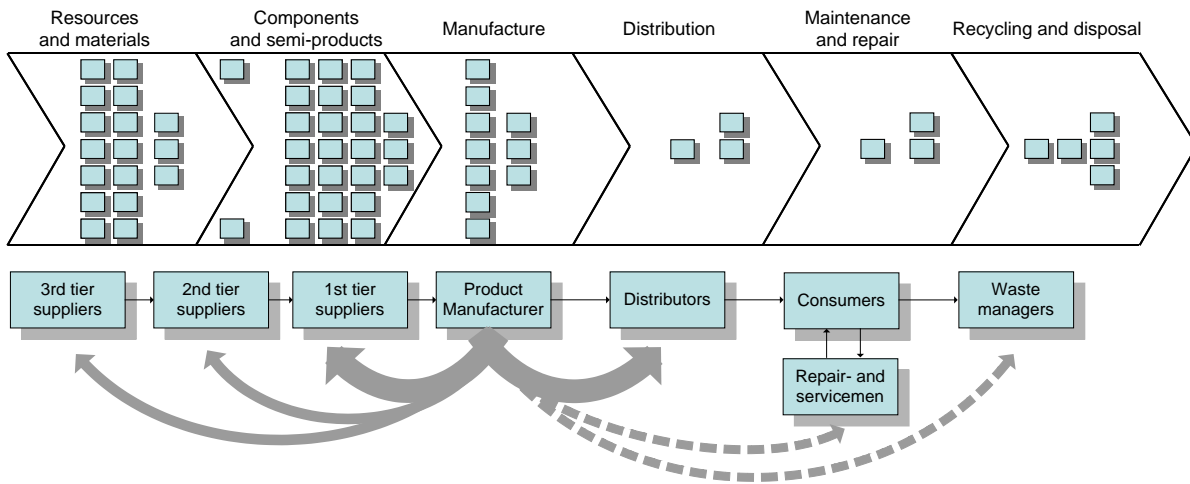 Resources
and materials
Components
and semi-products
Manufacture
Distribution
Maintenance
and repair
Recycling and disposal
3rd tier
suppliers
2nd tier
suppliers
1st tier
suppliers
Product
Manufacturer
Distributors
Consumers
Waste
managers
Repair- and
servicemen